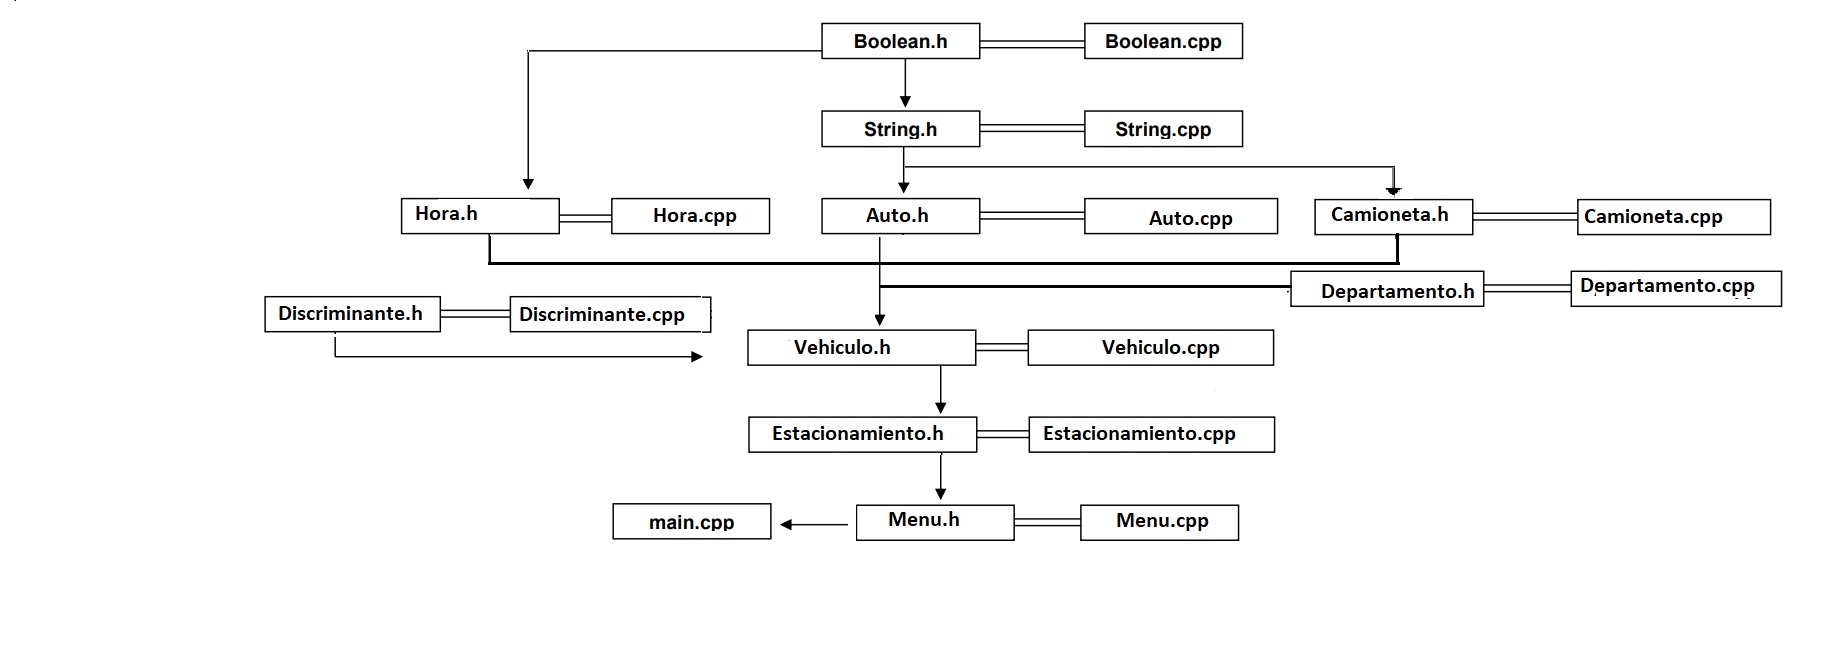 Boolean.h
Boolean.cpp
String.h
String.cpp
Hora.h
Hora.cpp
Auto.h
Auto.cpp
Camioneta.h
Camioneta.cpp
Departamento.h
Departamento.cpp
Discriminante.h
Discriminante.cpp
Vehiculo.h
Vehiculo.cpp
Estacionamiento.h
Estacionamiento.cpp
main.cpp
Menu.h
Menu.cpp